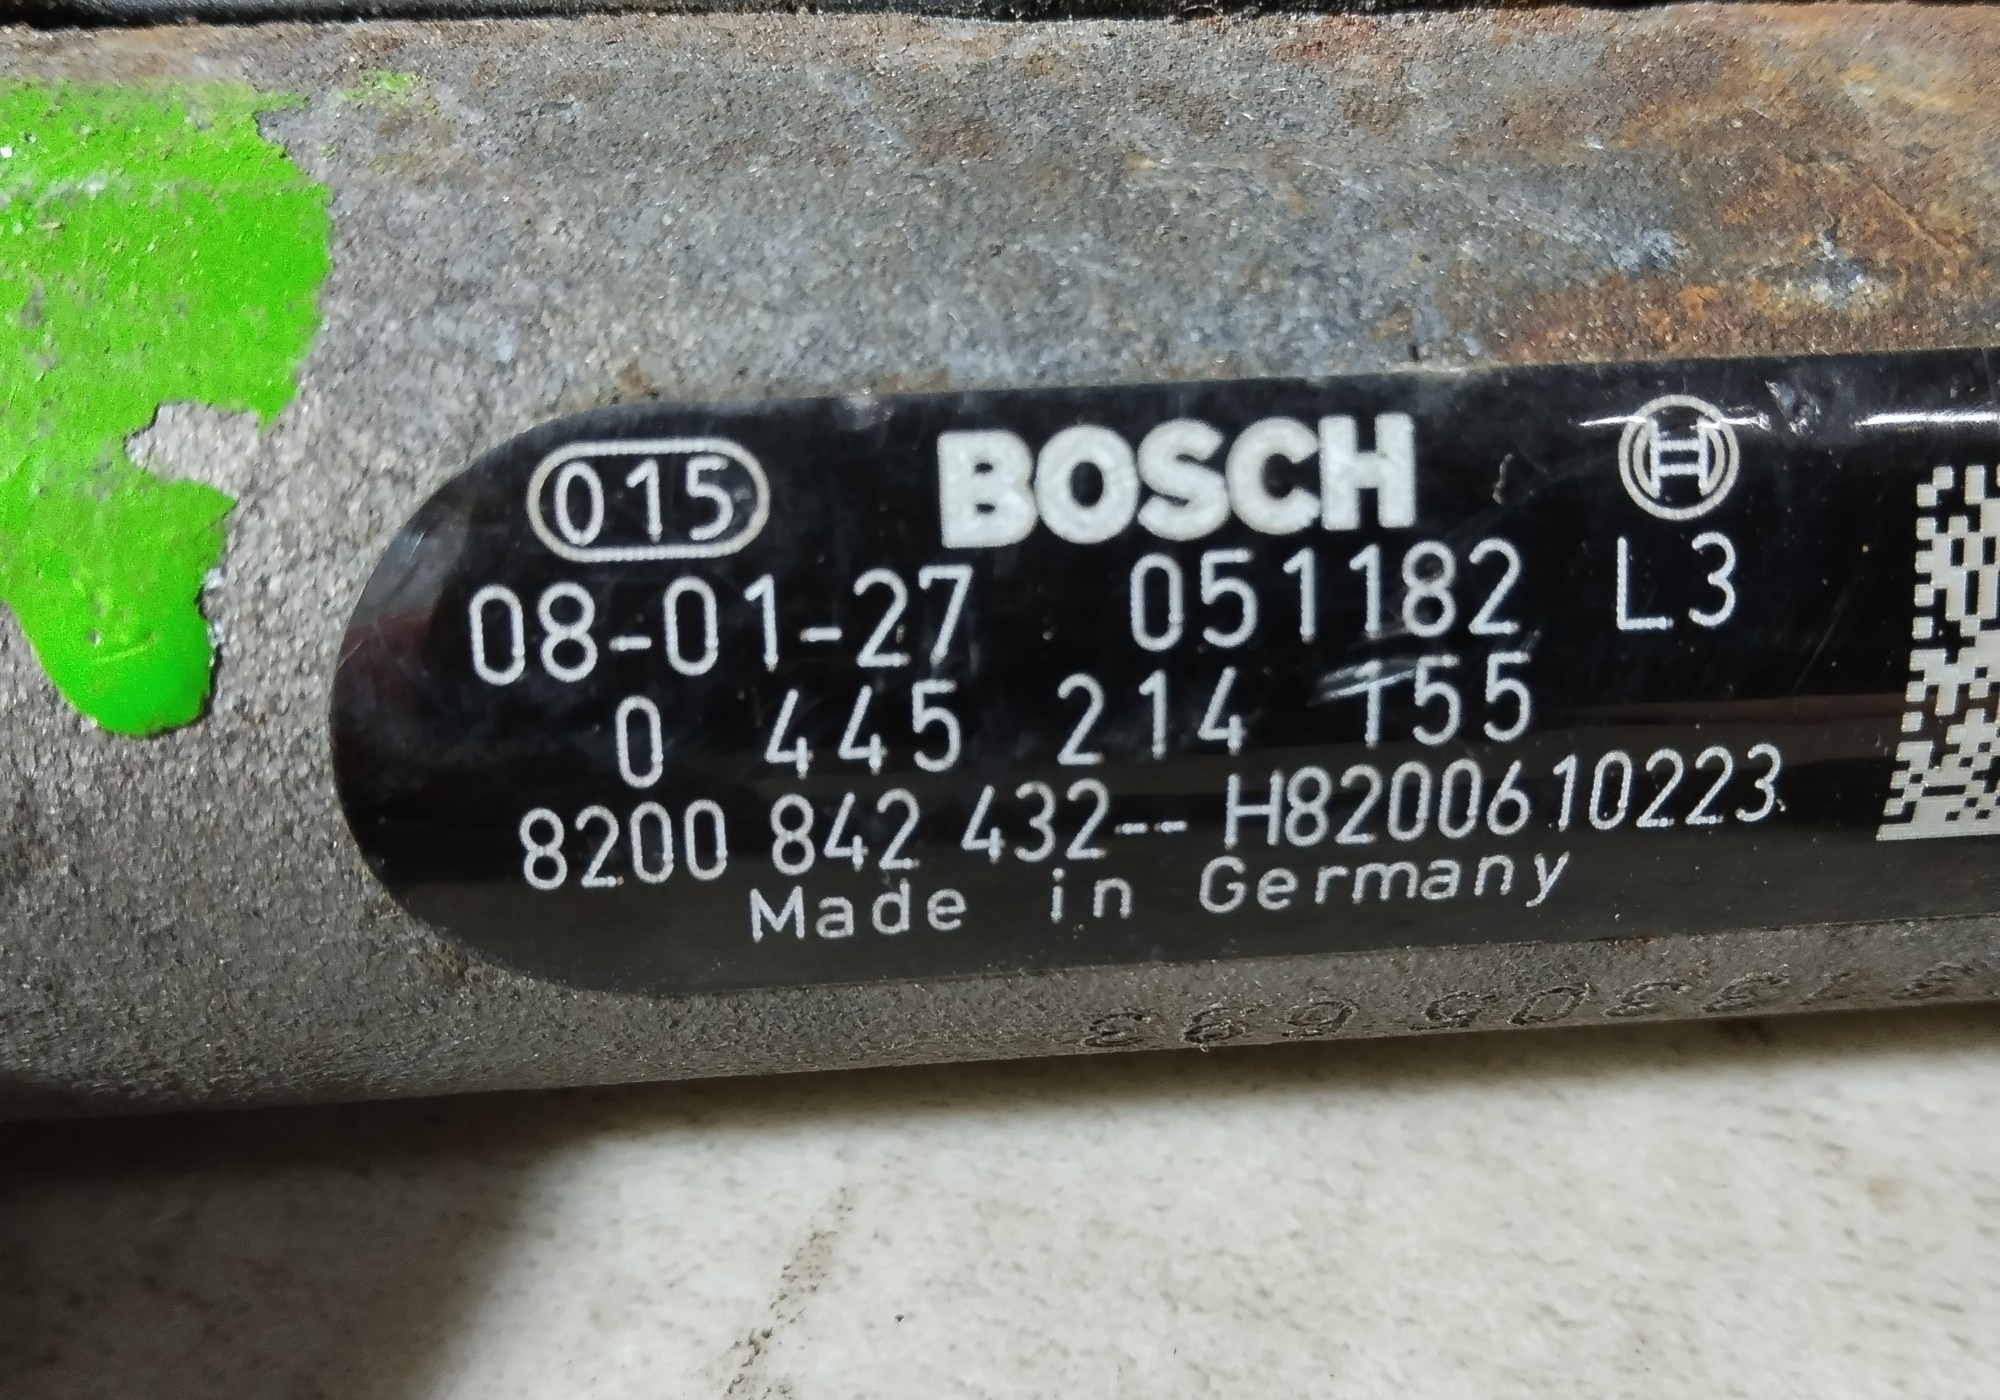 015 BOSCH
08-01-27 051182 L3
0 445 214 155
8200 842 432-- H8200610223
Made in Germany